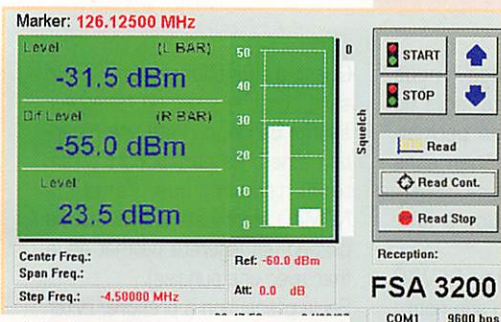 Marker: 126.12500 MHz
Level (L BAR)
-31.5 dBm
Dif Level (R BAR)
-55.0 dBm
Level
23.5 dBm
50
40
30
20
10
0
0
Squelch
START
STOP
Read
Read Cont.
Read Stop
Center Freq.:
Span Freq.:
Step Freq.: -4.50000 MHz
Ref: -60.0 dBm
Att: 0.0 dB
Reception:
FSA 3200
COM1 9600 bps